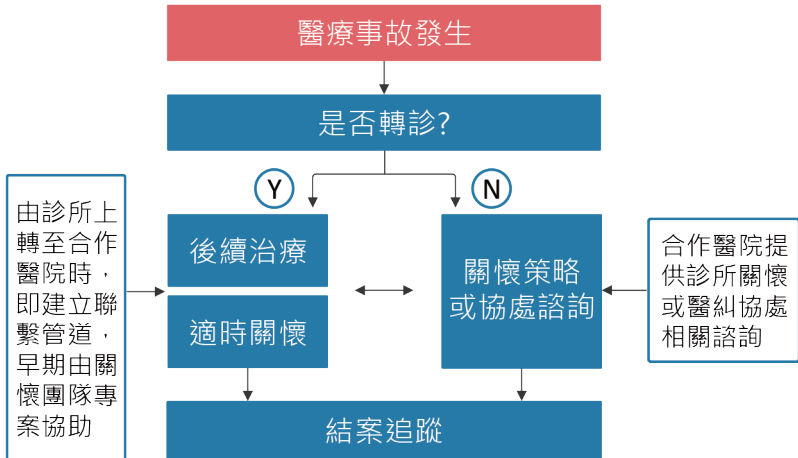 醫療事故發生
是否轉診?
Y
N
由診所上
轉至合作
醫院時，
即建立聯
繫管道，
早期由關
懷團隊專
案協助
後續治療
適時關懷
關懷策略
或協處諮詢
合作醫院提
供診所關懷
或醫糾協處
相關諮詢
結案追蹤